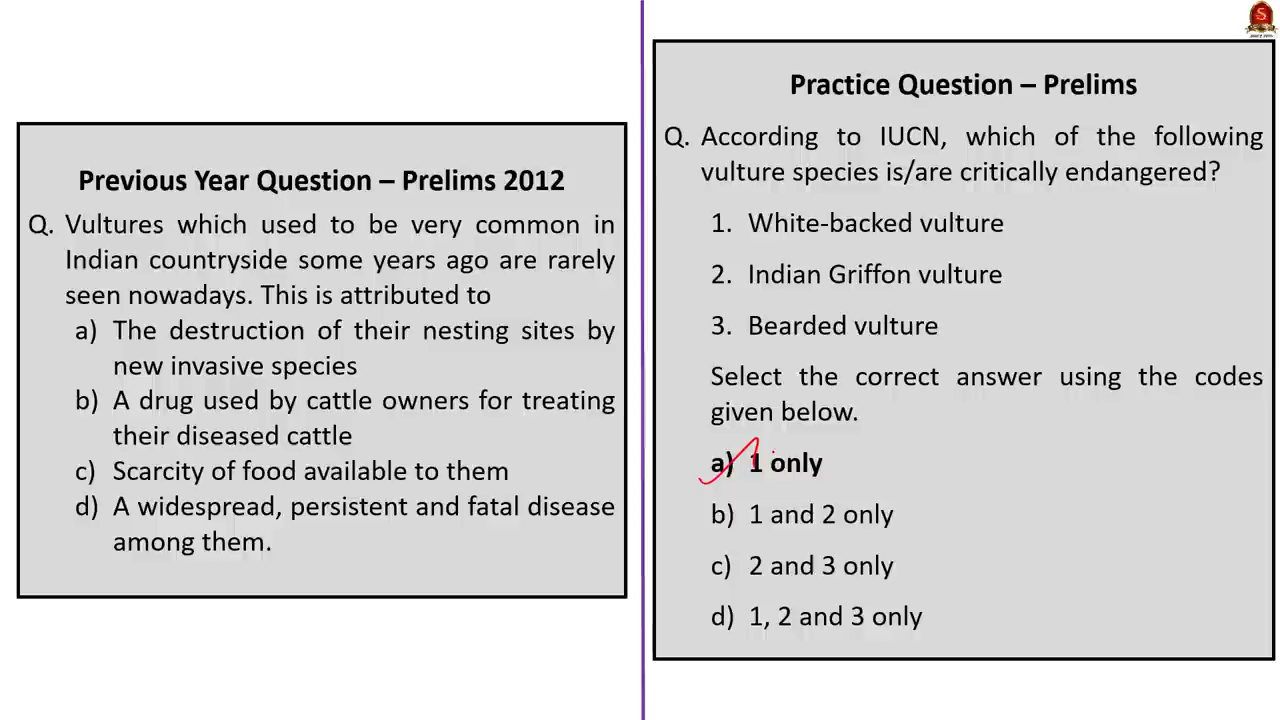 Previous Year Question – Prelims 2012
Q. Vultures which used to be very common in
Indian countryside some years ago are rarely
seen nowadays. This is attributed to
a) The destruction of their nesting sites by
new invasive species
b) A drug used by cattle owners for treating
their diseased cattle
c) Scarcity of food available to them
d) A widespread, persistent and fatal disease
among them.
Practice Question – Prelims
Q. According to IUCN, which of the following
vulture species is/are critically endangered?
1. White-backed vulture
2. Indian Griffon vulture
3. Bearded vulture
Select the correct answer using the codes
given below.
a) 1 only
b) 1 and 2 only
c) 2 and 3 only
d) 1, 2 and 3 only